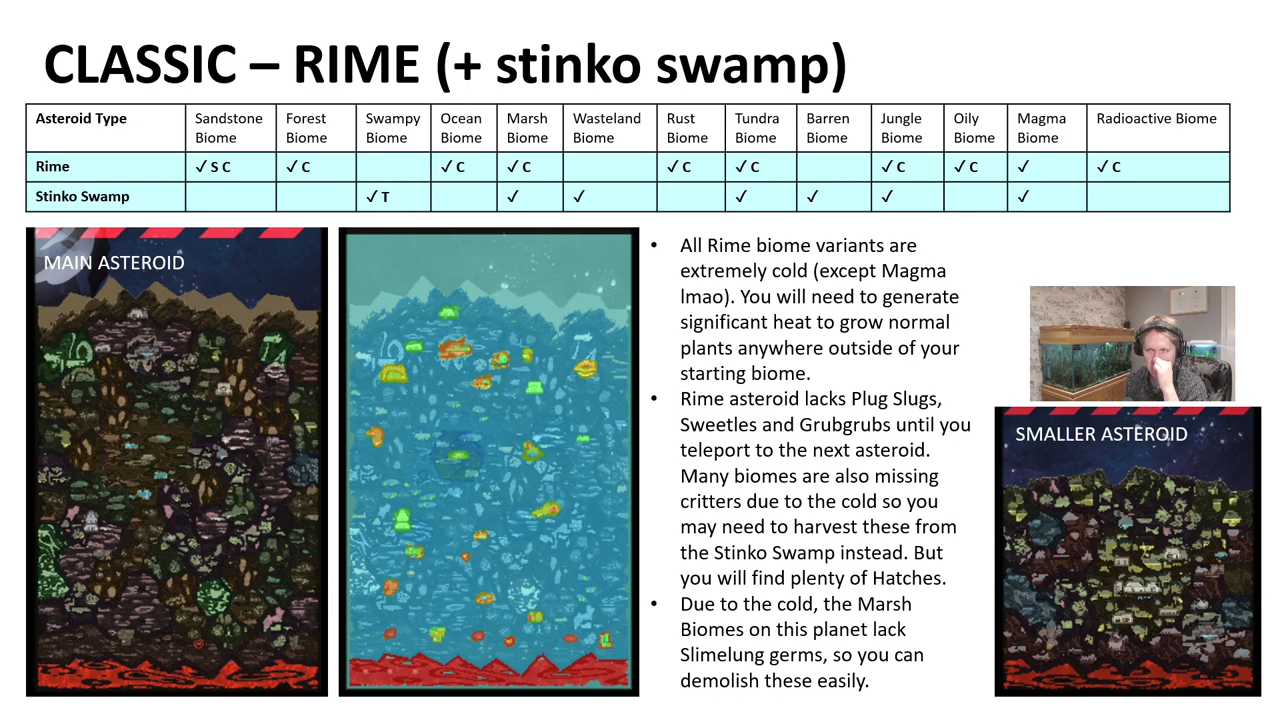 CLASSIC – RIME (+ stinko swamp)
Asteroid Type Sandstone Biome Forest Biome Swampy Biome Ocean Biome Marsh Biome Wasteland Biome Rust Biome Tundra Biome Barren Biome Jungle Biome Oily Biome Magma Biome Radioactive Biome
Rime ✓ S C ✓ C ✓ C ✓ C ✓ C ✓ C ✓ C ✓ C ✓ ✓ C
Stinko Swamp ✓ T ✓ ✓ ✓ ✓ ✓ ✓
MAIN ASTEROID
• All Rime biome variants are
extremely cold (except Magma
lmao). You will need to generate
significant heat to grow normal
plants anywhere outside of your
starting biome.
• Rime asteroid lacks Plug Slugs,
Sweetles and Grubgrubs until you
teleport to the next asteroid.
Many biomes are also missing
critters due to the cold so you
may need to harvest these from
the Stinko Swamp instead. But
you will find plenty of Hatches.
• Due to the cold, the Marsh
Biomes on this planet lack
Slimelung germs, so you can
demolish these easily.
SMALLER ASTEROID